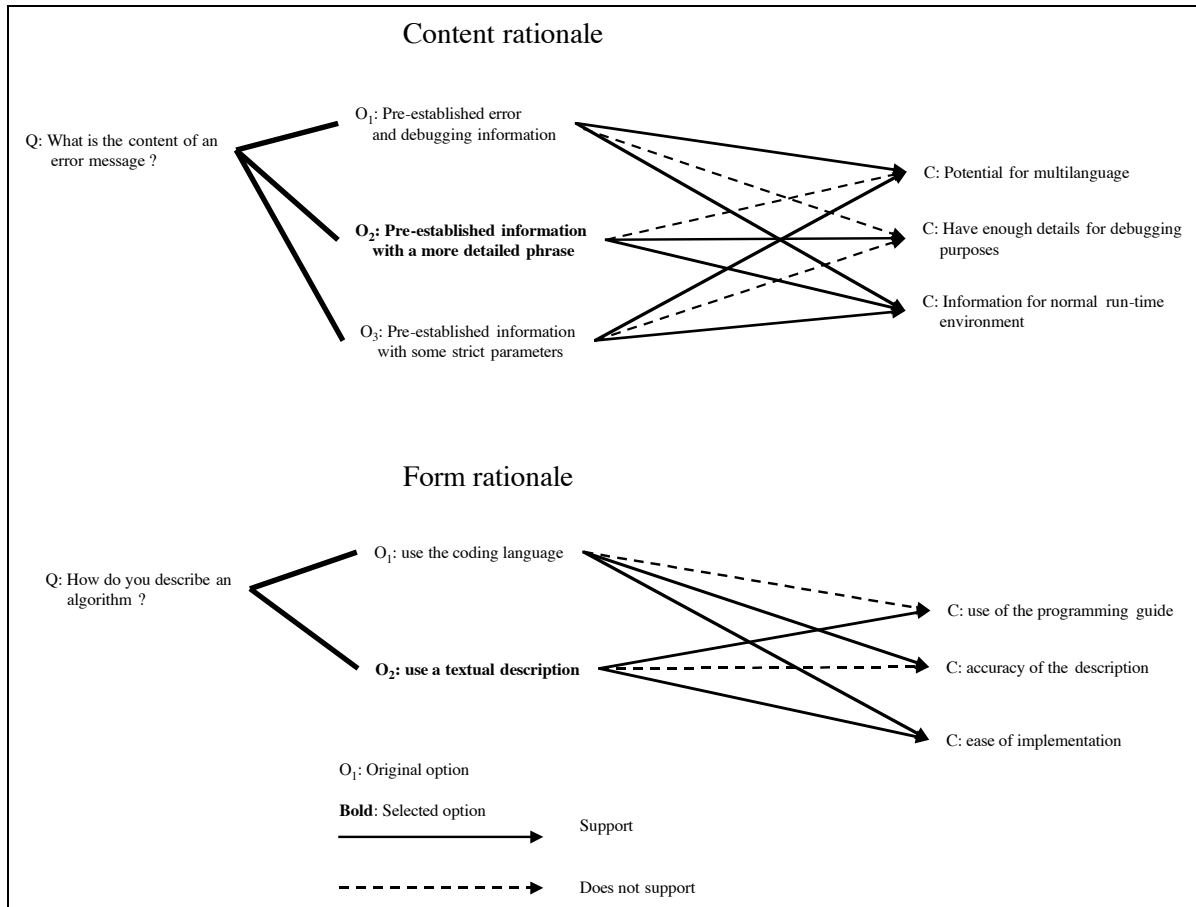 Content rationale
Q: What is the content of an
error message ?
O1: Pre-established error
and debugging information
O2: Pre-established information
with a more detailed phrase
O3: Pre-established information
with some strict parameters
C: Potential for multilanguage
C: Have enough details for debugging
purposes
C: Information for normal run-time
environment
Form rationale
Q: How do you describe an
algorithm ?
O1: use the coding language
O2: use a textual description
C: use of the programming guide
C: accuracy of the description
C: ease of implementation
O1: Original option
Bold: Selected option
Support
Does not support